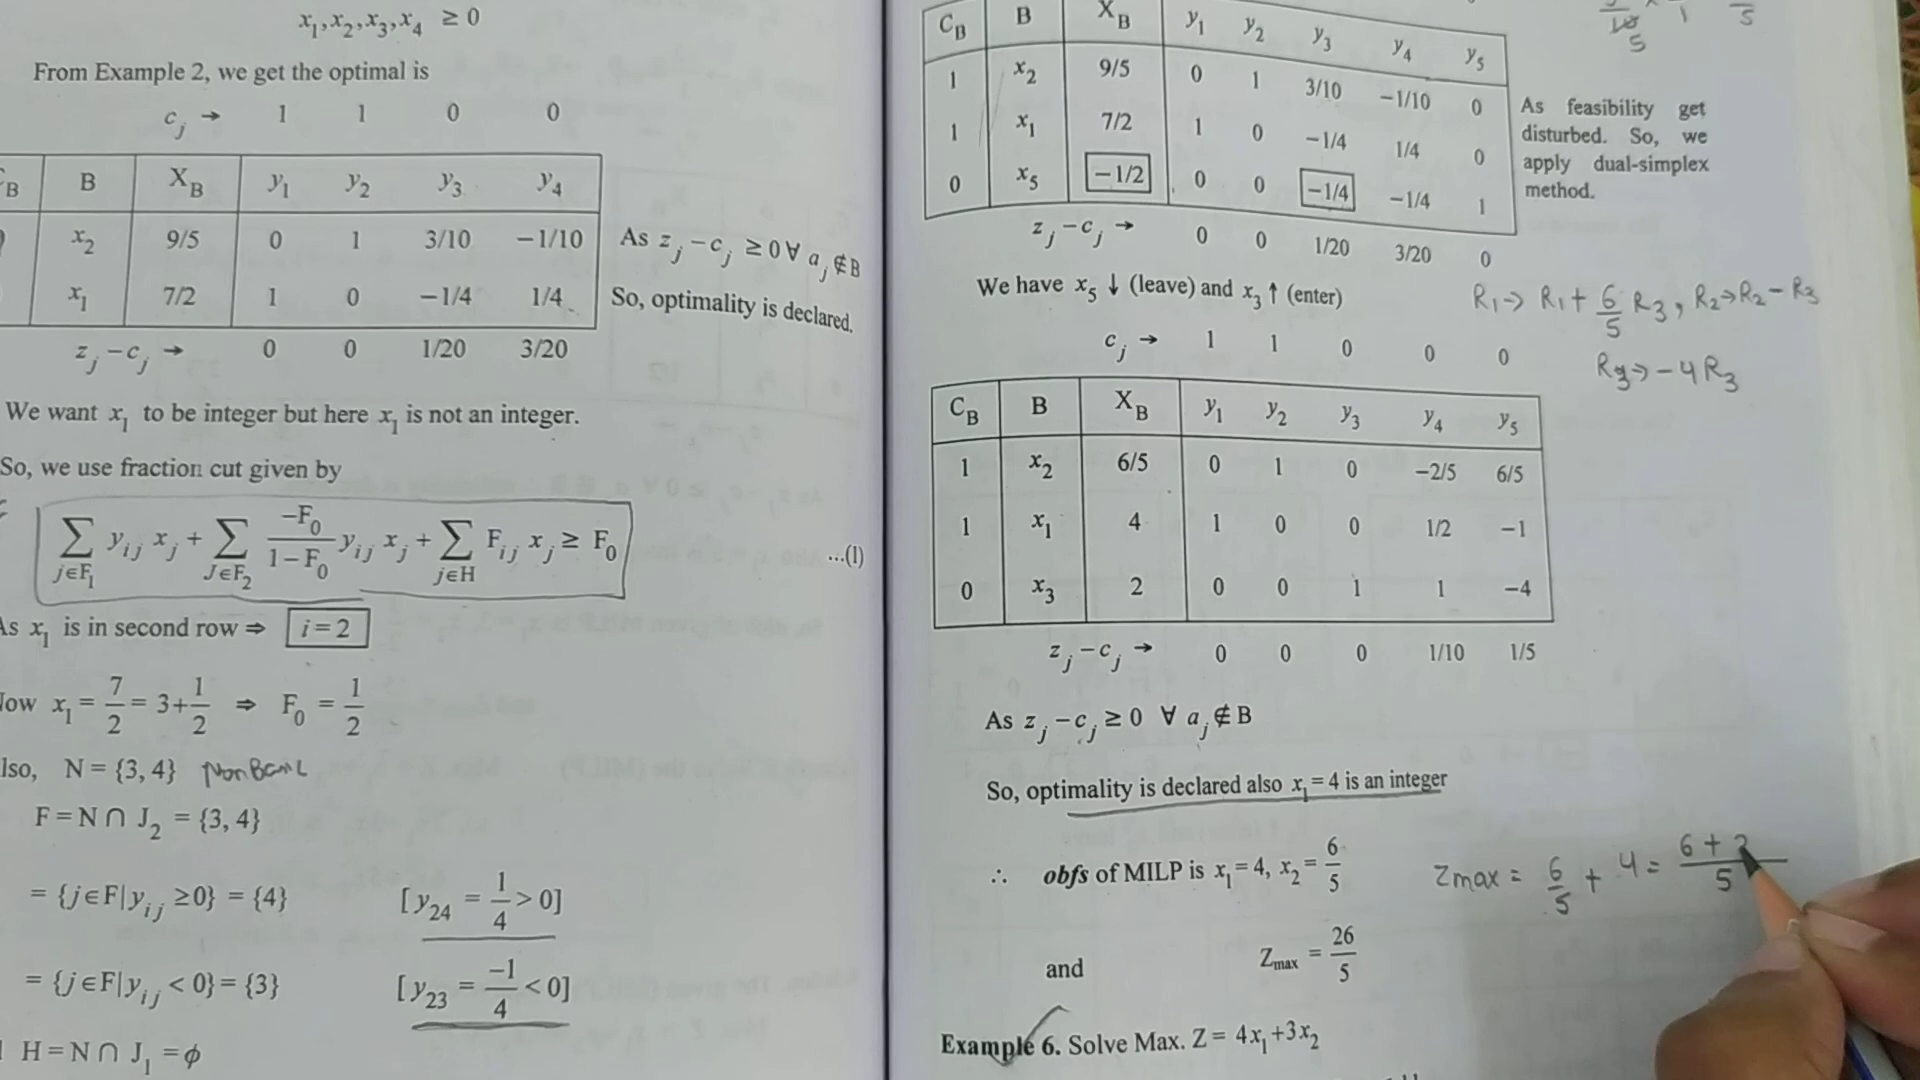 x₁, x₂, x₃, x₄ ≥ 0
From Example 2, we get the optimal is
cⱼ → 1 1 0 0
B X_B y₁ y₂ y₃ y₄
x₂ 9/5 0 1 3/10 −1/10
x₁ 7/2 1 0 −1/4 1/4
zⱼ − cⱼ → 0 0 1/20 3/20
As zⱼ − cⱼ ≥ 0 ∀ aⱼ ∉ B
So, optimality is declared.
We want x₁ to be integer but here x₁ is not an integer.
So, we use fraction cut given by
∑_{j∈F₁} yᵢⱼ xⱼ + ∑_{J∈F₂} −F₀/(1−F₀) yᵢⱼ xⱼ + ∑_{j∈H} Fᵢⱼ xⱼ ≥ F₀ ...(1)
As x₁ is in second row ⇒ i = 2
x₁ = 7/2 = 3 + 1/2 ⇒ F₀ = 1/2
N = {3, 4}
F = N ∩ J₂ = {3, 4}
= {j∈F | yᵢⱼ ≥ 0} = {4} [y₂₄ = 1/4 > 0]
= {j∈F | yᵢⱼ < 0} = {3} [y₂₃ = −1/4 < 0]
H = N ∩ J₁ = ϕ
C_B B X_B y₁ y₂ y₃ y₄ y₅
1 x₂ 9/5 0 1 3/10 −1/10 0
1 x₁ 7/2 1 0 −1/4 1/4 0
0 x₅ −1/2 0 0 −1/4 −1/4 1
zⱼ − cⱼ → 0 0 1/20 3/20 0
As feasibility get
disturbed. So, we
apply dual-simplex
method.
We have x₅ ↓ (leave) and x₃ ↑ (enter)
R₁ → R₁ + 6/5 R₃, R₂ → R₂ − R₃
R₃ → −4R₃
cⱼ → 1 1 0 0 0
C_B B X_B y₁ y₂ y₃ y₄ y₅
1 x₂ 6/5 0 1 0 −2/5 6/5
1 x₁ 4 1 0 0 1/2 −1
0 x₃ 2 0 0 1 1 −4
zⱼ − cⱼ → 0 0 0 1/10 1/5
As zⱼ − cⱼ ≥ 0 ∀ aⱼ ∉ B
So, optimality is declared also x₁ = 4 is an integer
∴ obfs of MILP is x₁ = 4, x₂ = 6/5
Zmax = 6/5 + 4 = 6 + 2/5
and Zmax = 26/5
Example 6. Solve Max. Z = 4x₁+3x₂